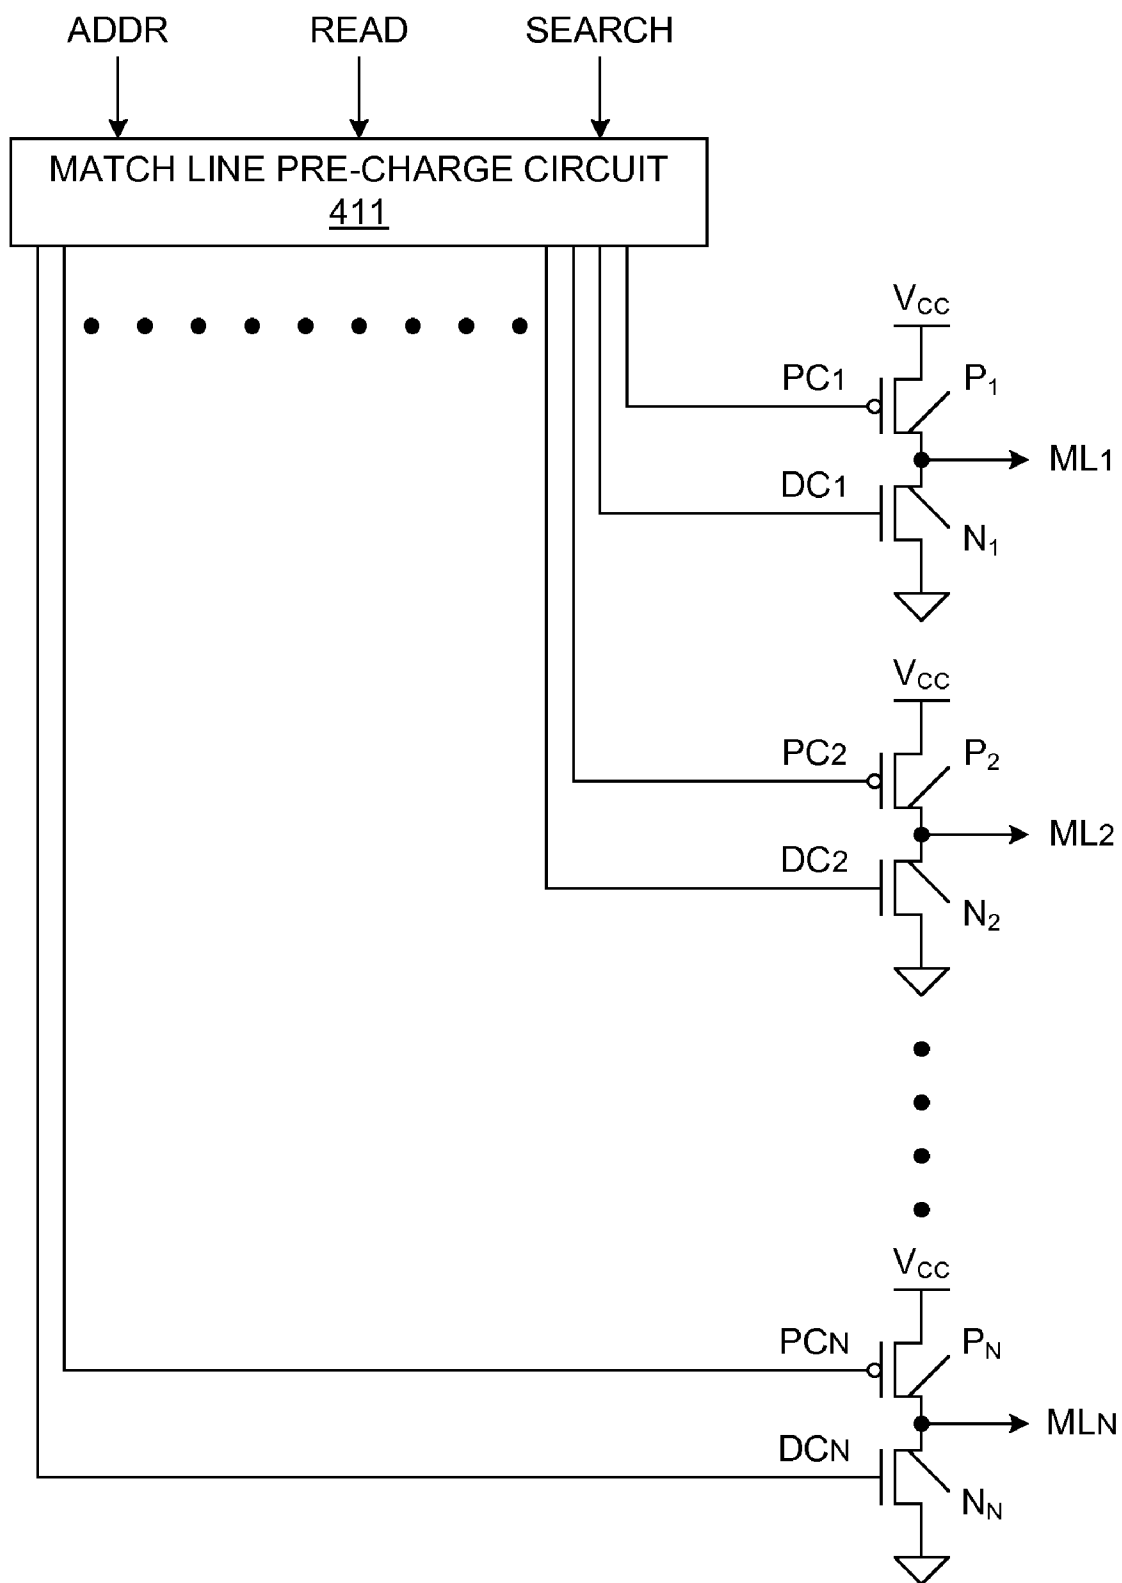 ADDR READ SEARCH
MATCH LINE PRE-CHARGE CIRCUIT
411
VCC
PC1 P1
ML1
DC1
N1
VCC
PC2 P2
ML2
DC2
N2
VCC
PCN PN
MLN
DCN
NN